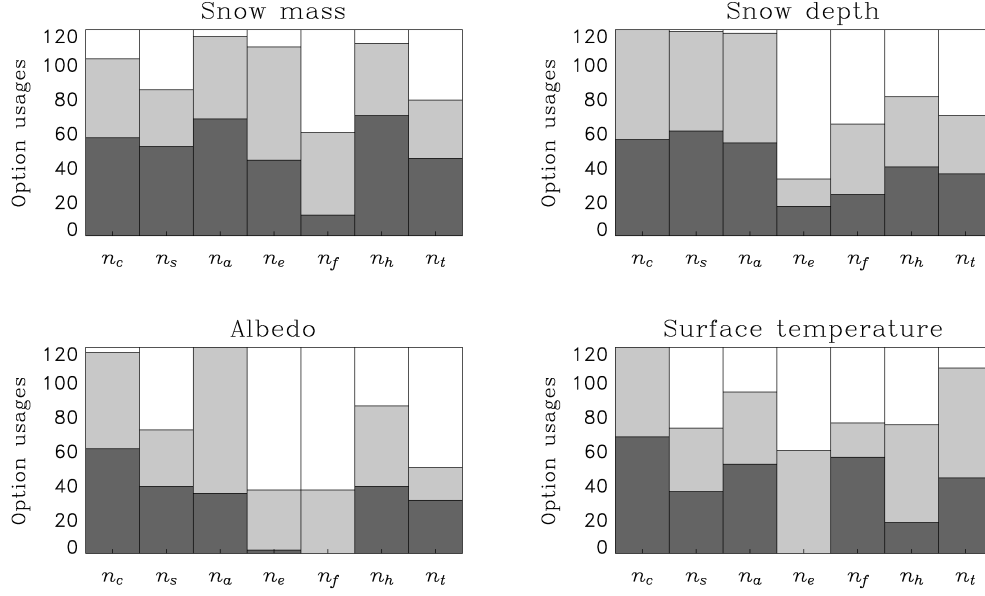 Snow mass
Option usages
120
100
80
60
40
20
0
n_c n_s n_a n_e n_f n_h n_t
Snow depth
Option usages
120
100
80
60
40
20
0
n_c n_s n_a n_e n_f n_h n_t
Albedo
Option usages
120
100
80
60
40
20
0
n_c n_s n_a n_e n_f n_h n_t
Surface temperature
Option usages
120
100
80
60
40
20
0
n_c n_s n_a n_e n_f n_h n_t